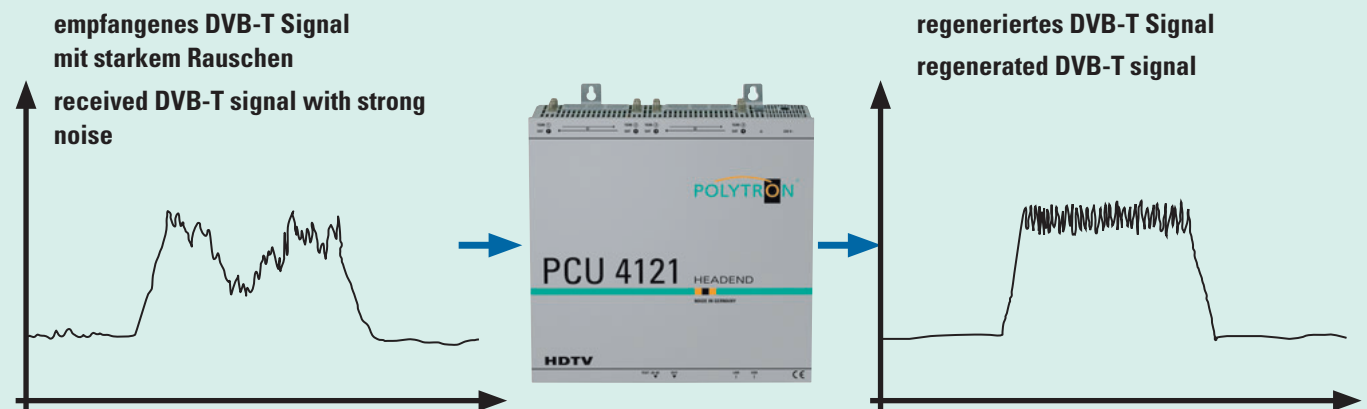 empfangenes DVB-T Signal
mit starkem Rauschen
received DVB-T signal with strong
noise
POLYTRON
PCU 4121 HEADEND
MADE IN GERMANY
HDTV
CE
regeneriertes DVB-T Signal
regenerated DVB-T signal